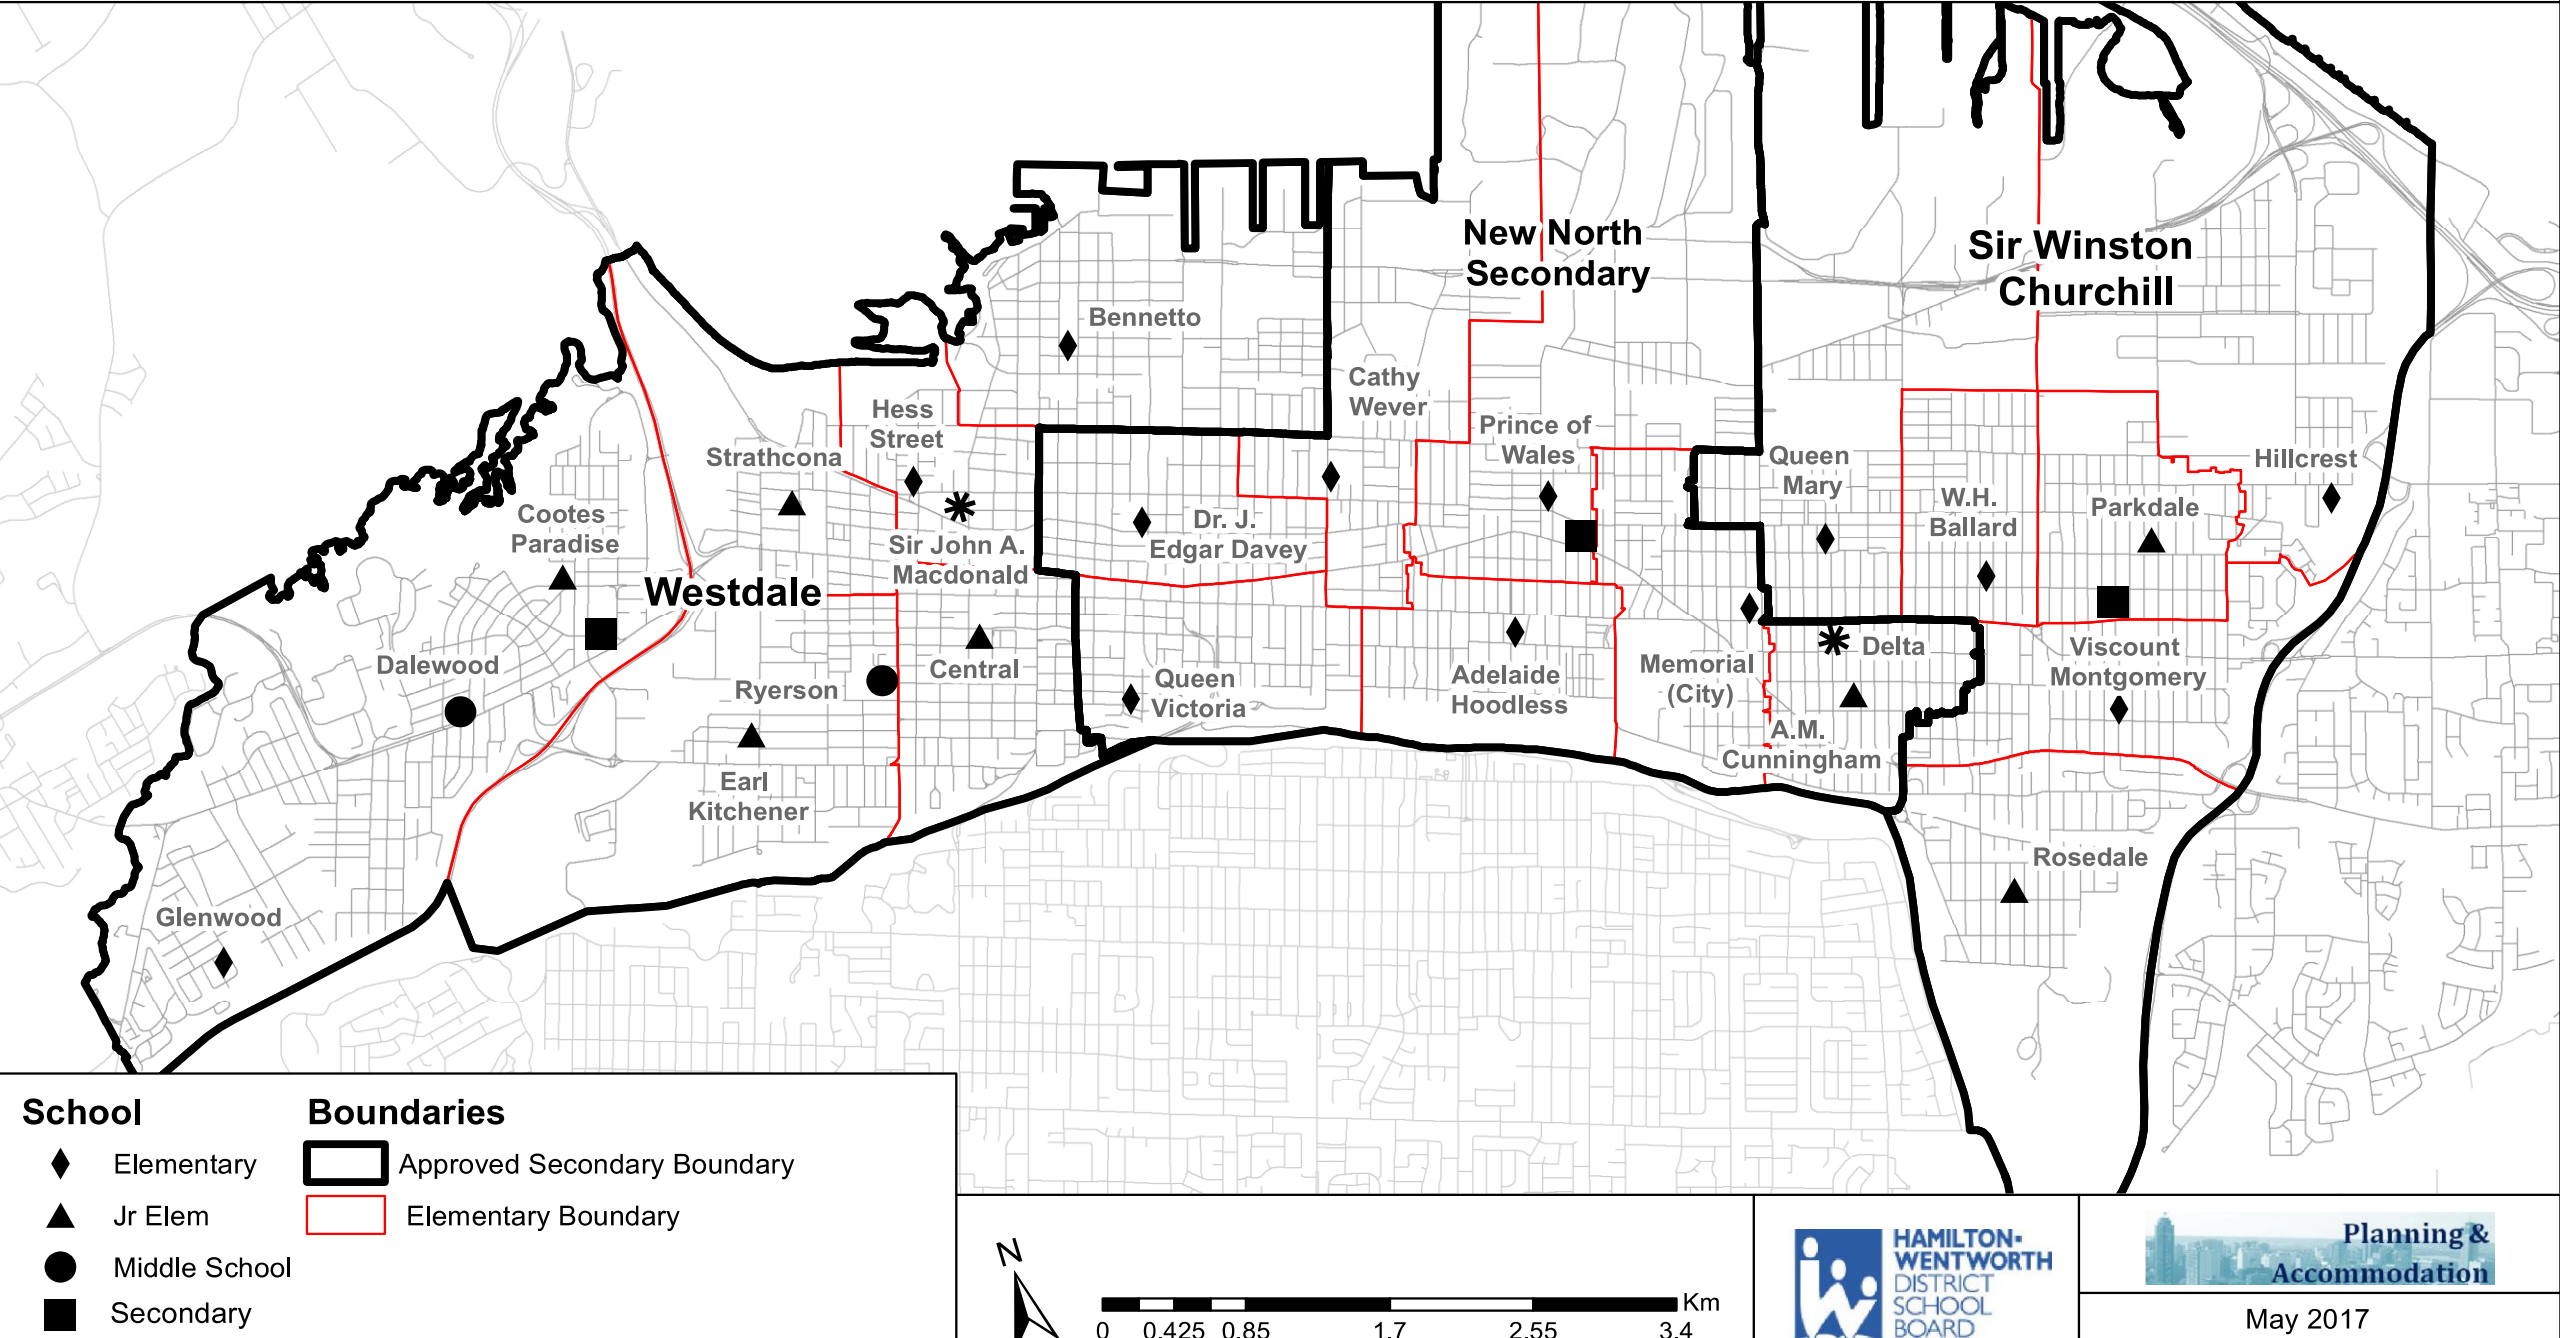 New North
Secondary
Sir Winston
Churchill
Bennetto
Cathy
Wever
Hess
Street
Prince of
Wales
Strathcona
Queen
Mary
Hillcrest
W.H.
Ballard
Parkdale
Cootes
Paradise
Dr. J.
Edgar Davey
Sir John A.
Macdonald
Westdale
Dalewood
Ryerson
Central
Queen
Victoria
Adelaide
Hoodless
Memorial
(City)
Delta
Viscount
Montgomery
A.M.
Cunningham
Earl
Kitchener
Rosedale
Glenwood
School
Elementary
Jr Elem
Middle School
Secondary
Boundaries
Approved Secondary Boundary
Elementary Boundary
N
Km
0 0.425 0.85 1.7 2.55 3.4
HAMILTON-
WENTWORTH
DISTRICT
SCHOOL
BOARD
Planning &
Accommodation
May 2017